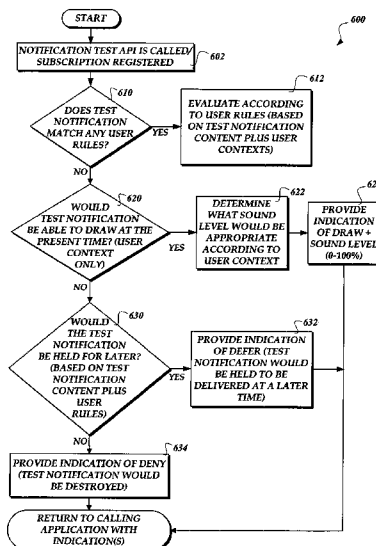 START
600
NOTIFICATION TEST API IS CALLED/
SUBSCRIPTION REGISTERED
602
610
DOES TEST
NOTIFICATION
MATCH ANY USER
RULES?
YES
NO
612
EVALUATE ACCORDING
TO USER RULES (BASED
ON TEST NOTIFICATION
CONTENT PLUS USER
CONTEXTS)
620
WOULD
TEST NOTIFICATION
BE ABLE TO DRAW AT THE
PRESENT TIME? (USER
CONTEXT
ONLY)
YES
NO
622
DETERMINE
WHAT SOUND
LEVEL WOULD BE
APPROPRIATE
ACCORDING TO
USER CONTEXT
PROVIDE
INDICATION
OF DRAW +
SOUND LEVEL
(0-100%)
630
WOULD
THE TEST
NOTIFICATION
BE HELD FOR LATER?
(BASED ON TEST
NOTIFICATION
CONTENT PLUS
USER
RULES)
YES
NO
632
PROVIDE INDICATION
OF DEFER (TEST
NOTIFICATION WOULD
BE HELD TO BE
DELIVERED AT A LATER
TIME)
634
PROVIDE INDICATION OF DENY
(TEST NOTIFICATION WOULD
BE DESTROYED)
RETURN TO CALLING
APPLICATION WITH
INDICATION(S)